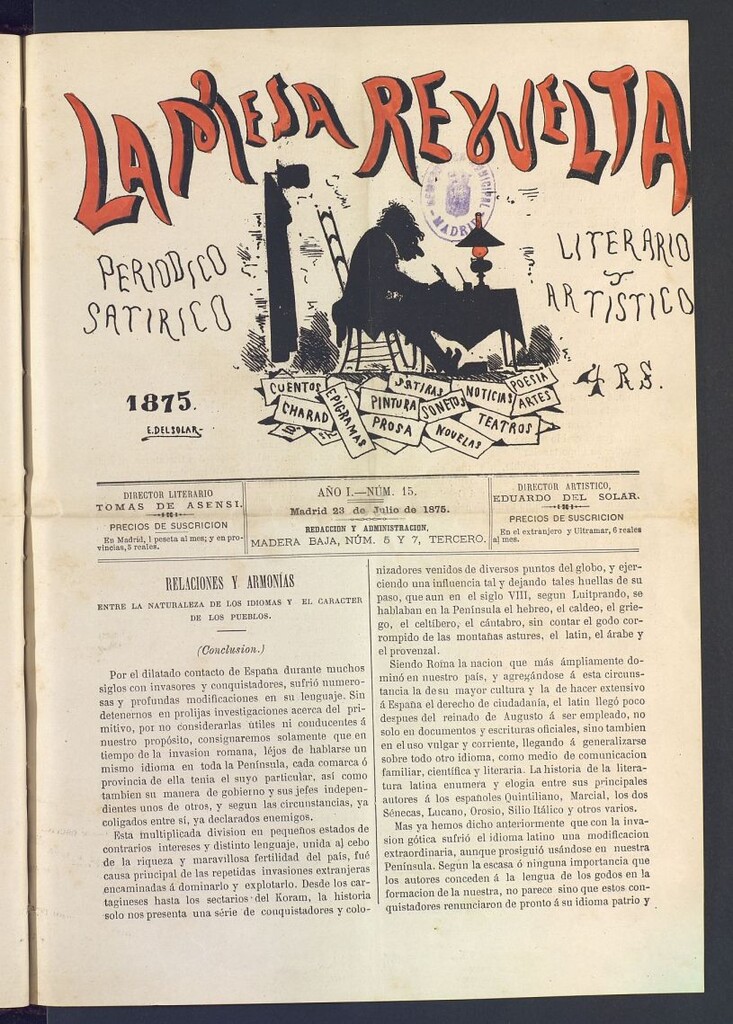 LA MESA REVUELTA
PERIODICO
SATIRICO
LITERARIO
Y
ARTISTICO
MADRID
1875.
E. DEL SOLAR
4 RS.
CUENTOS
SATIRAS
NOTICIAS
POESIA
CHARAD
EPIGRAMAS
PINTURA
SONETOS
ARTES
PROSA
NOVELAS
TEATROS
DIRECTOR LITERARIO
TOMAS DE ASENSI.
PRECIOS DE SUSCRICION
En Madrid, 1 peseta al mes; y en pro-
vincias, 5 reales.
AÑO I.—NÚM. 15.
Madrid 23 de Julio de 1875.
REDACCION Y ADMINISTRACION,
MADERA BAJA, NÚM. 5 Y 7, TERCERO.
DIRECTOR ARTISTICO,
EDUARDO DEL SOLAR.
PRECIOS DE SUSCRICION
En el extranjero y Ultramar, 6 reales
al mes.
RELACIONES Y ARMONÍAS
ENTRE LA NATURALEZA DE LOS IDIOMAS Y EL CARACTER
DE LOS PUEBLOS.
(Conclusion.)
Por el dilatado contacto de España durante muchos
siglos con invasores y conquistadores, sufrió numero-
sas y profundas modificaciones en su lenguaje. Sin
detenernos en prolijas investigaciones acerca del pri-
mitivo, por no considerarlas útiles ni conducentes á
nuestro propósito, consignaremos solamente que en
tiempo de la invasion romana, léjos de hablarse un
mismo idioma en toda la Península, cada comarca ó
provincia de ella tenia el suyo particular, así como
tambien su manera de gobierno y sus jefes indepen-
dientes unos de otros, y segun las circunstancias, ya
coligados entre sí, ya declarados enemigos.
Esta multiplicada division en pequeños estados de
contrarios intereses y distinto lenguaje, unida al cebo
de la riqueza y maravillosa fertilidad del país, fué
causa principal de las repetidas invasiones extranjeras
encaminadas á dominarlo y explotarlo. Desde los car-
tagineses hasta los sectarios del Koram, la historia
solo nos presenta una série de conquistadores y colo-
nizadores venidos de diversos puntos del globo, y ejer-
ciendo una influencia tal y dejando tales huellas de su
paso, que aun en el siglo VIII, segun Luitprando, se
hablaban en la Península el hebreo, el caldeo, el grie-
go, el celtíbero, el cántabro, sin contar el godo cor-
rompido de las montañas astures, el latin, el árabe y
el provenzal.
Siendo Roma la nacion que más ámpliamente do-
minó en nuestro país, y agregándose á esta circuns-
tancia la de su mayor cultura y la de hacer extensivo
á España el derecho de ciudadanía, el latin llegó poco
despues del reinado de Augusto á ser empleado, no
solo en documentos y escrituras oficiales, sino tambien
en el uso vulgar y corriente, llegando á generalizarse
sobre todo otro idioma, como medio de comunicacion
familiar, científica y literaria. La historia de la litera-
tura latina enumera y elogia entre sus principales
autores á los españoles Quintiliano, Marcial, los dos
Sénecas, Lucano, Orosio, Silio Itálico y otros varios.
Mas ya hemos dicho anteriormente que con la inva-
sion gótica sufrió el idioma latino una modificacion
extraordinaria, aunque prosiguió usándose en nuestra
Península. Segun la escasa ó ninguna importancia que
los autores conceden á la lengua de los godos en la
formacion de la nuestra, no parece sino que estos con-
quistadores renunciaron de pronto á su idioma patrio y